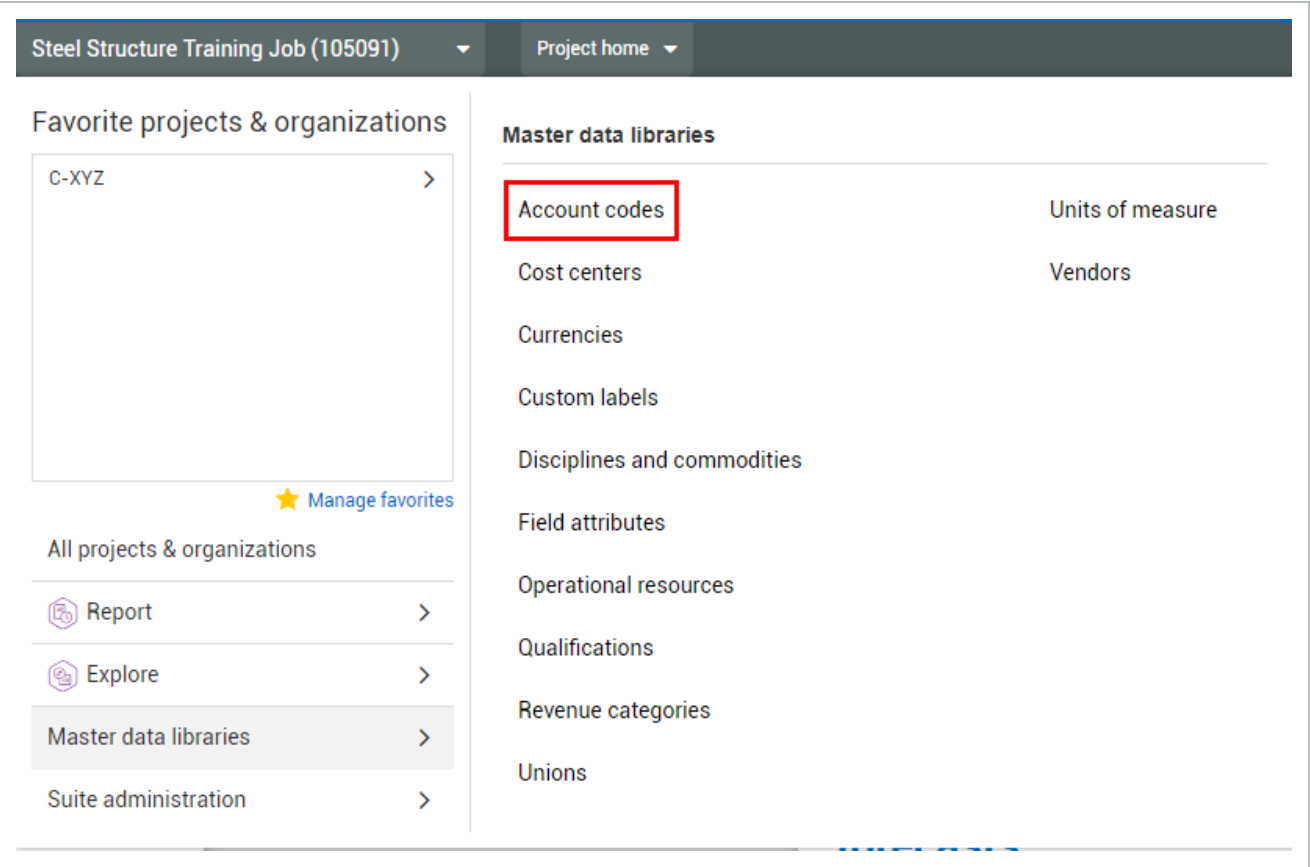 Steel Structure Training Job (105091)
Project home
Favorite projects & organizations
C-XYZ
Manage favorites
All projects & organizations
Report
Explore
Master data libraries
Suite administration
Master data libraries
Account codes
Cost centers
Currencies
Custom labels
Disciplines and commodities
Field attributes
Operational resources
Qualifications
Revenue categories
Unions
Units of measure
Vendors